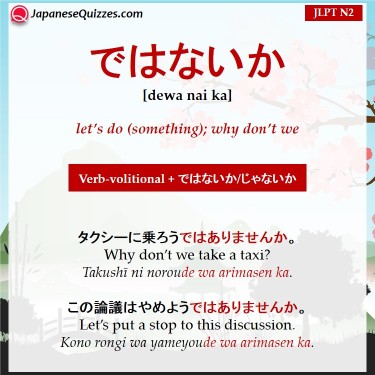 JapaneseQuizzes.com
JLPT N2
ではないか
[dewa nai ka]
let's do (something); why don't we
Verb-volitional + ではないか/じゃないか
タクシーに乗ろうではありませんか。
Why don't we take a taxi?
Takushī ni noroude wa arimasen ka.
この論議はやめようではありませんか。
Let's put a stop to this discussion.
Kono rongi wa yameyoude wa arimasen ka.